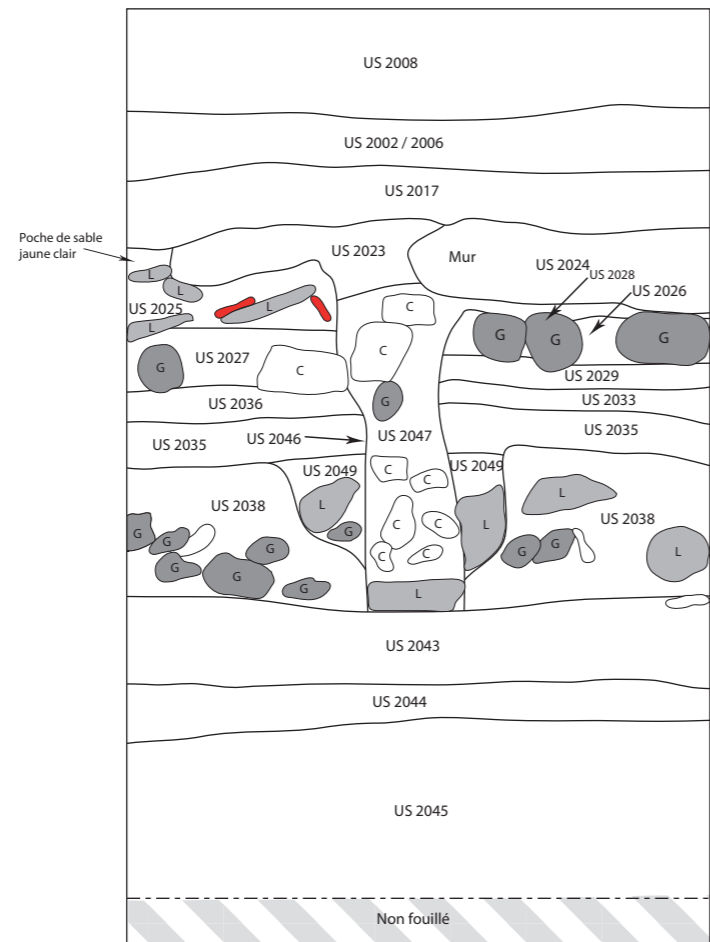 US 2008
US 2002 / 2006
US 2017
Poche de sable
jaune clair
US 2023
Mur
US 2024
US 2028
US 2026
L
L
L
C
US 2025
L
G
G
G
C
US 2027
G
C
US 2029
US 2036
G
US 2033
US 2035
US 2046
US 2047
US 2035
US 2049
C
C
US 2049
L
L
US 2038
L
C
C
US 2038
G
G
G
G
G
C
C
G
L
G
G
G
L
US 2043
US 2044
US 2045
Non fouillé